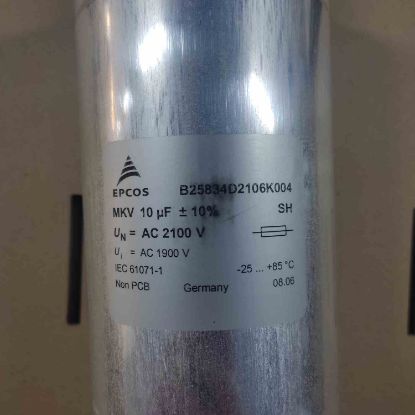 EPCOS B25834D2106K004
MKV 10 µF ± 10% SH
UN = AC 2100 V
Ui = AC 1900 V
IEC 61071-1 -25 ... +85 °C
Non PCB Germany 08.06